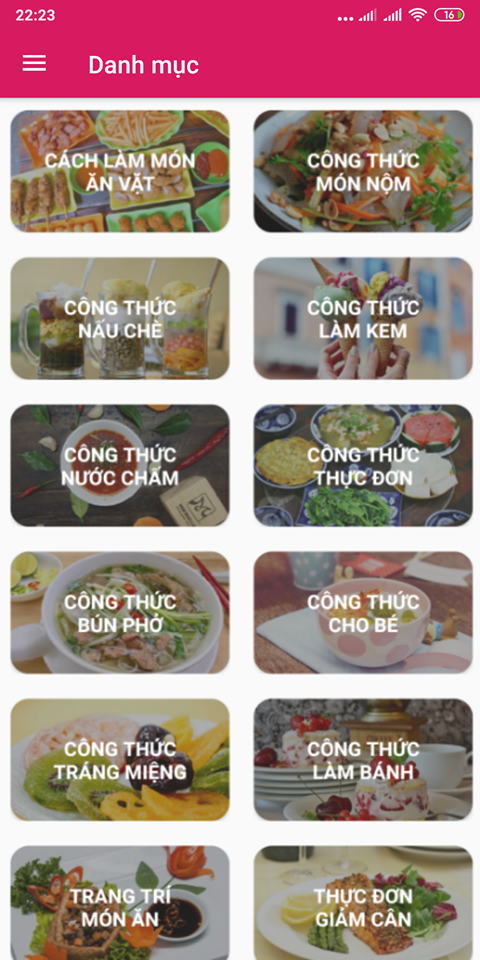 22:23
16
Danh mục
CÁCH LÀM MÓN
ĂN VẶT
CÔNG THỨC
MÓN NỘM
CÔNG THỨC
NẤU CHÈ
CÔNG THỨC
LÀM KEM
CÔNG THỨC
NƯỚC CHẤM
CÔNG THỨC
THỰC ĐƠN
CÔNG THỨC
BÚN PHỞ
CÔNG THỨC
CHO BÉ
CÔNG THỨC
TRÁNG MIỆNG
CÔNG THỨC
LÀM BÁNH
TRANG TRÍ
MÓN ĂN
THỰC ĐƠN
GIẢM CÂN